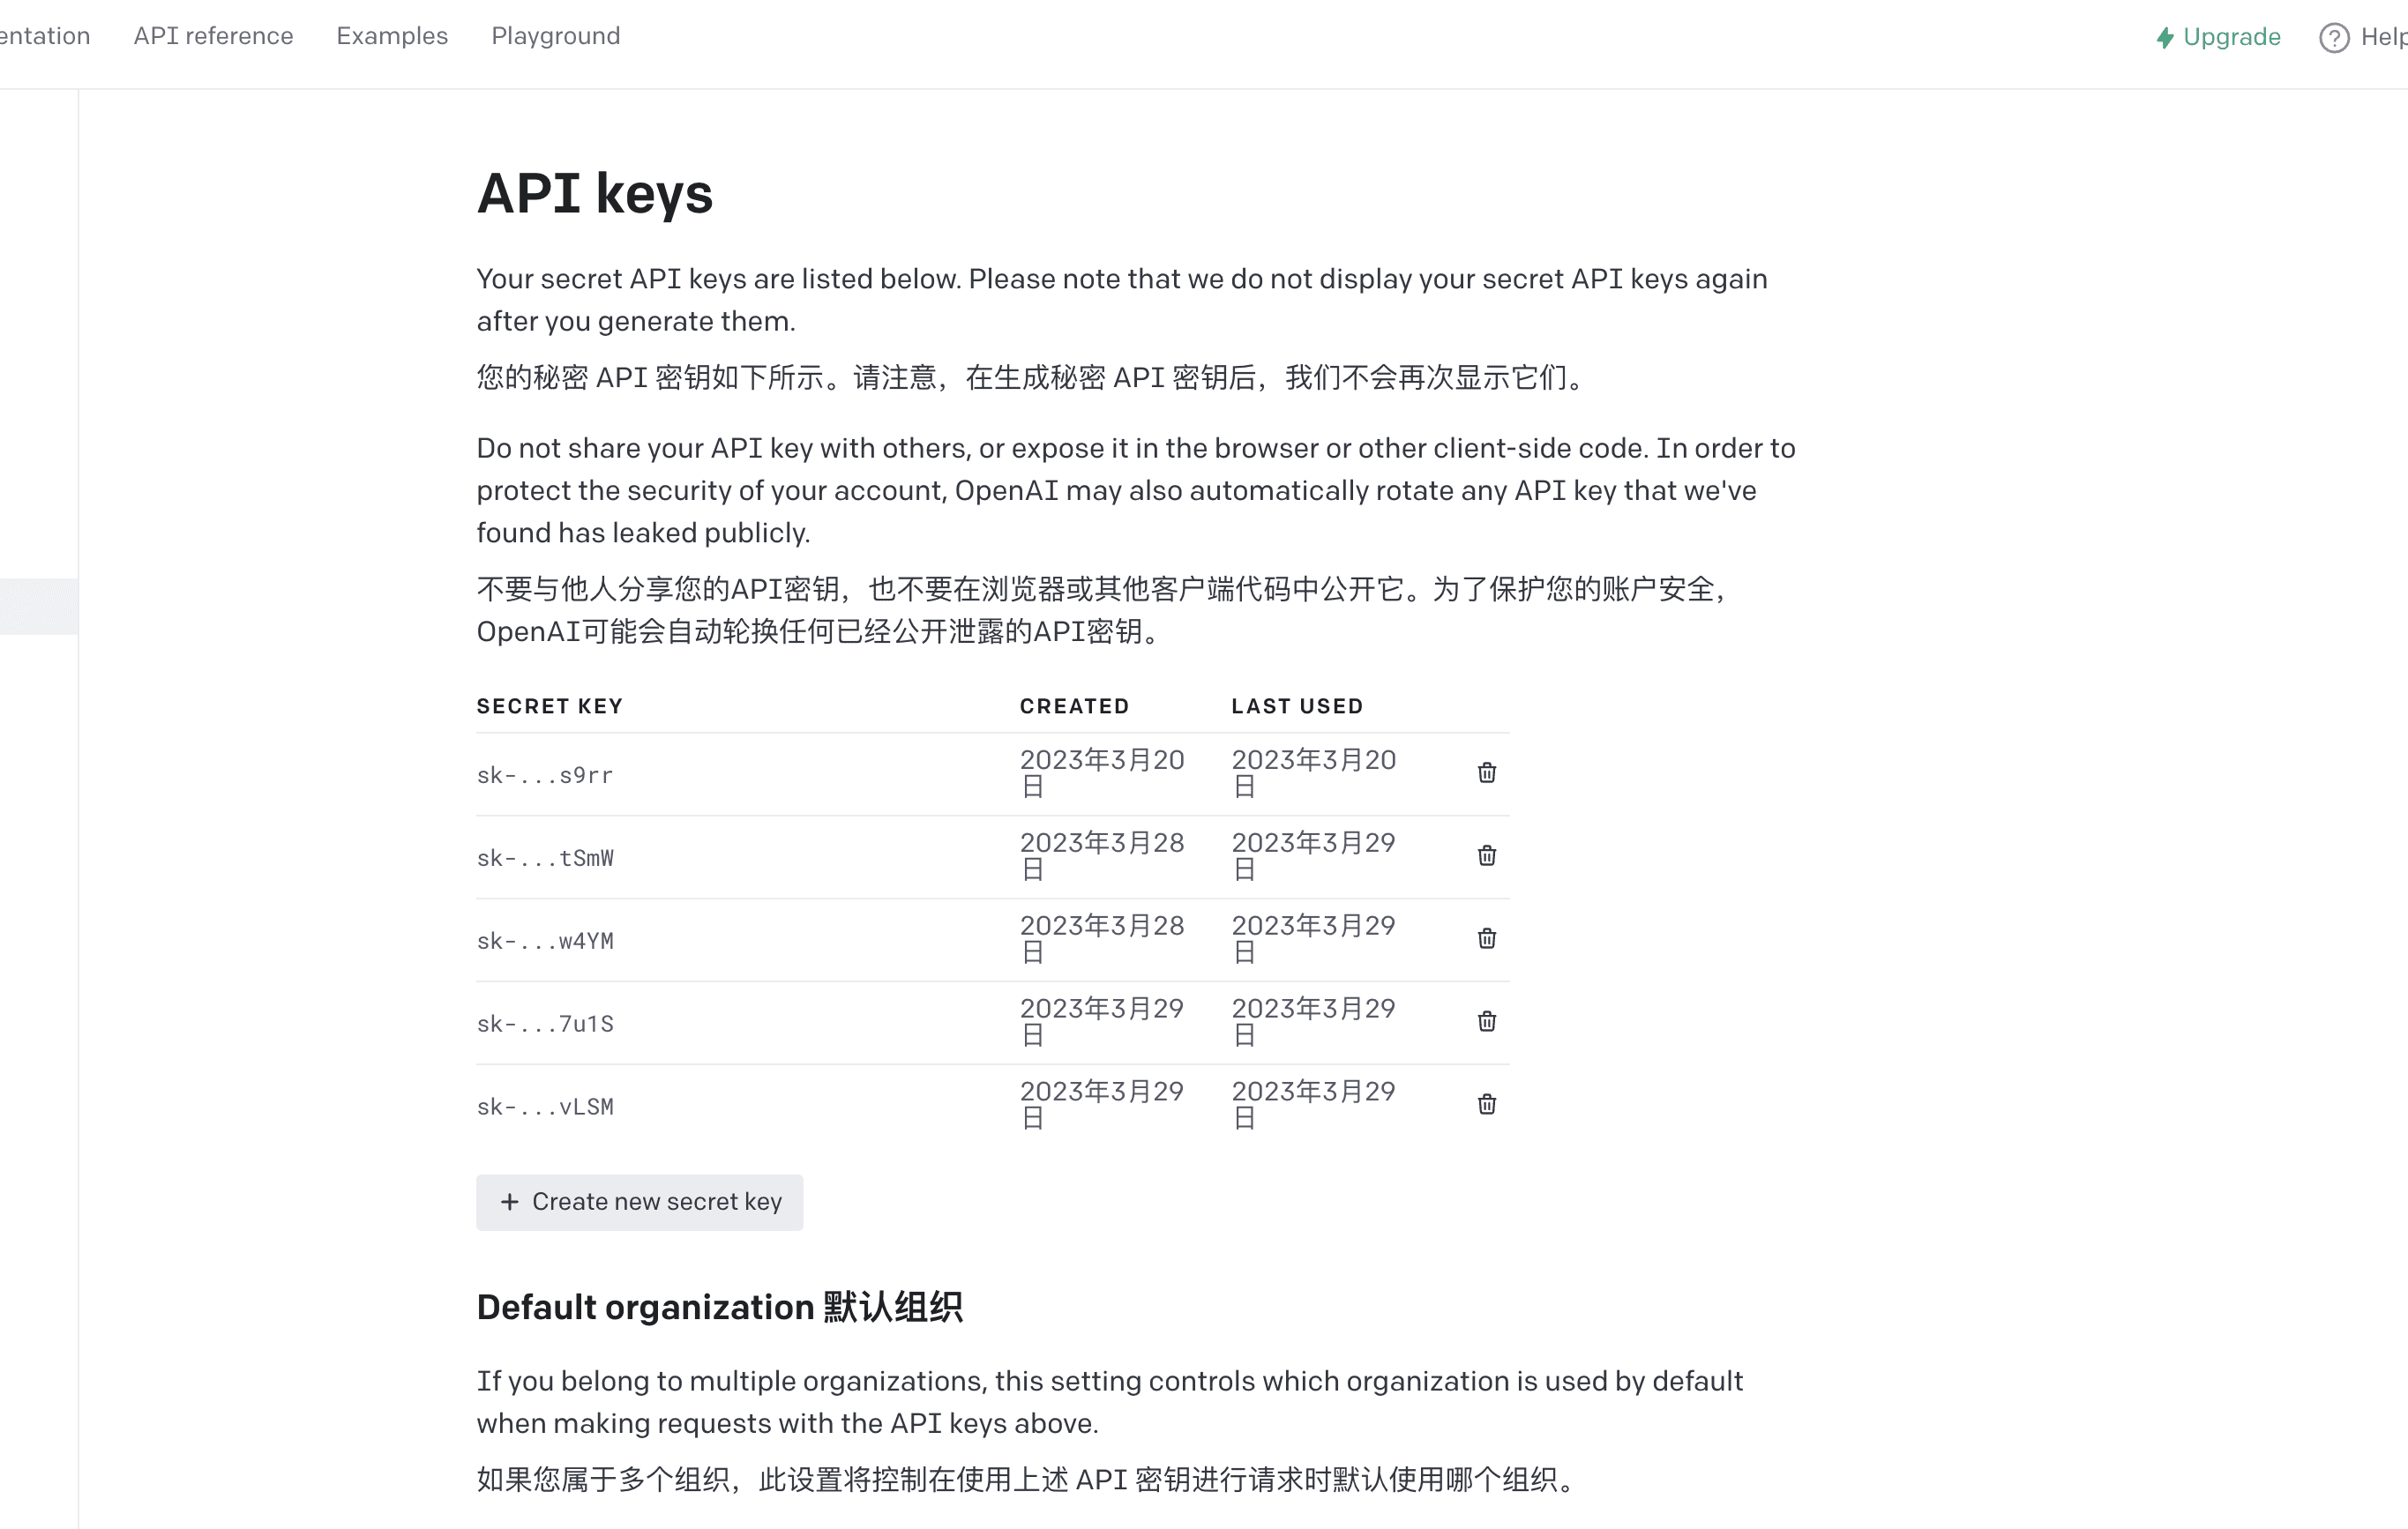 entation API reference Examples Playground Upgrade Help
API keys
Your secret API keys are listed below. Please note that we do not display your secret API keys again
after you generate them.
您的秘密 API 密钥如下所示。请注意，在生成秘密 API 密钥后，我们不会再次显示它们。
Do not share your API key with others, or expose it in the browser or other client-side code. In order to
protect the security of your account, OpenAI may also automatically rotate any API key that we've
found has leaked publicly.
不要与他人分享您的API密钥，也不要在浏览器或其他客户端代码中公开它。为了保护您的账户安全，
OpenAI可能会自动轮换任何已经公开泄露的API密钥。
SECRET KEY CREATED LAST USED
sk-...s9rr 2023年3月20日 2023年3月20日
sk-...tSmW 2023年3月28日 2023年3月29日
sk-...w4YM 2023年3月28日 2023年3月29日
sk-...7u1S 2023年3月29日 2023年3月29日
sk-...vLSM 2023年3月29日 2023年3月29日
+ Create new secret key
Default organization 默认组织
If you belong to multiple organizations, this setting controls which organization is used by default
when making requests with the API keys above.
如果您属于多个组织，此设置将控制在使用上述 API 密钥进行请求时默认使用哪个组织。